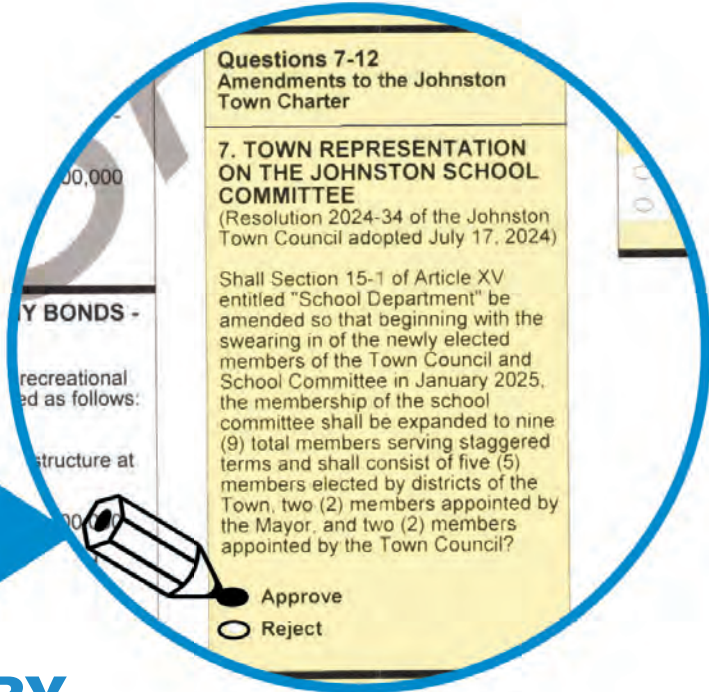 00,000
Y BONDS -
recreational
ed as follows:
structure at
Questions 7-12
Amendments to the Johnston
Town Charter
7. TOWN REPRESENTATION
ON THE JOHNSTON SCHOOL
COMMITTEE
(Resolution 2024-34 of the Johnston
Town Council adopted July 17, 2024)
Shall Section 15-1 of Article XV
entitled "School Department" be
amended so that beginning with the
swearing in of the newly elected
members of the Town Council and
School Committee in January 2025,
the membership of the school
committee shall be expanded to nine
(9) total members serving staggered
terms and shall consist of five (5)
members elected by districts of the
Town, two (2) members appointed by
the Mayor, and two (2) members
appointed by the Town Council?
Approve
Reject